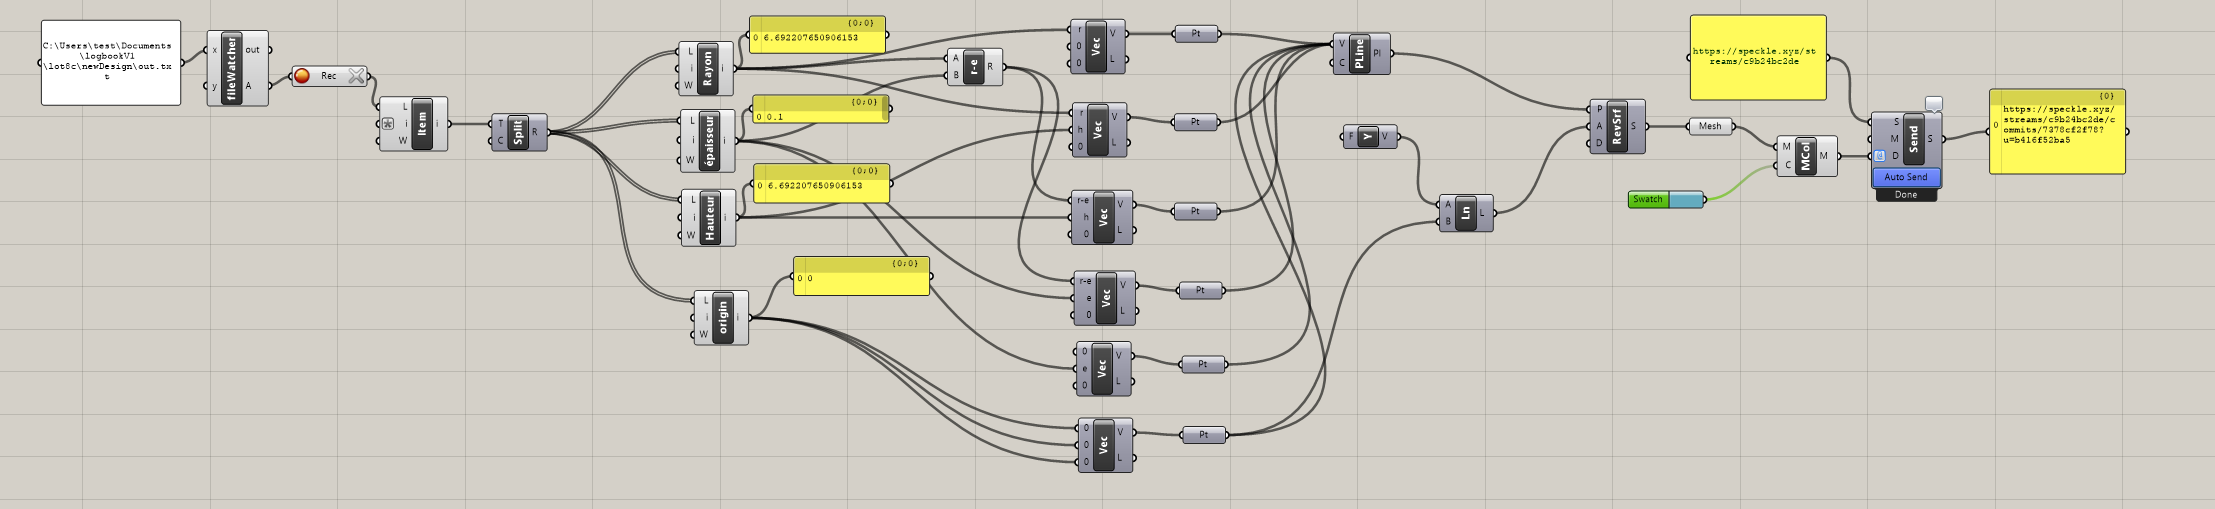 C:\Users\test\Documents
\logbookV1
\lot8c\newDesign\out.tx
t
x
y
fileWatcher
out
A
Rec
L
i
W
Item
i
T
C
Split
R
L
i
W
Rayon
i
{0;0}
0 6.692207650906153
L
i
W
épaisseur
i
{0;0}
0 0.1
L
i
W
Hauteur
i
{0;0}
0 6.692207650906153
L
i
W
origin
i
{0;0}
0 0
A
B
r-e
R
r
0
0
Vec
V
L
Pt
r
h
0
Vec
V
L
Pt
r-e
h
0
Vec
V
L
Pt
r-e
e
0
Vec
V
L
Pt
0
e
0
Vec
V
L
Pt
0
0
0
Vec
V
L
Pt
V
C
PLine
Pl
F
Y
V
A
B
Ln
L
P
A
D
RevSrf
S
Mesh
Swatch
M
C
MCol
M
https://speckle.xyz/st
reams/c9b24bc2de
S
M
D
Send
S
Auto Send
Done
{0}
0
https://speckle.xyz/
streams/c9b24bc2de/c
ommits/7378cf2f78?
u=b416f52ba5